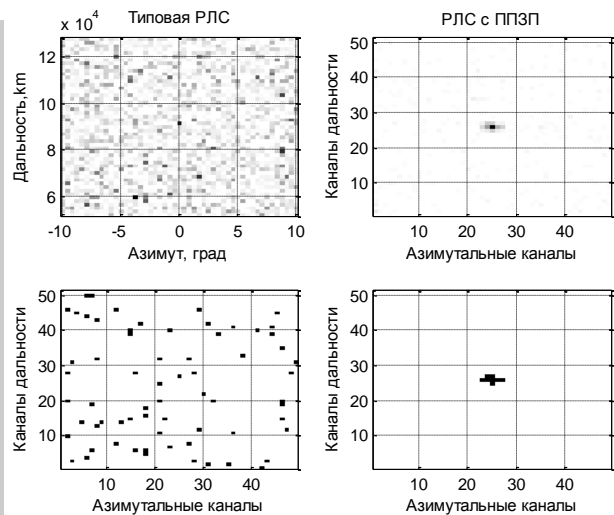 Типовая РЛС
x 10⁴
12
10
8
6
Дальность,km
-10 -5 0 5 10
Азимут, град
РЛС с ППЗП
50
40
30
20
10
Каналы дальности
10 20 30 40
Азимутальные каналы
50
40
30
20
10
Каналы дальности
10 20 30 40
Азимутальные каналы
50
40
30
20
10
Каналы дальности
10 20 30 40
Азимутальные каналы